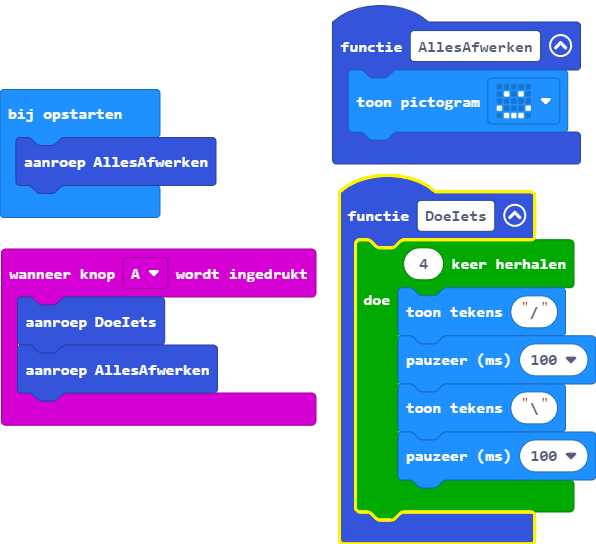 bij opstarten
aanroep AllesAfwerken
wanneer knop A wordt ingedrukt
aanroep DoeIets
aanroep AllesAfwerken
functie AllesAfwerken
toon pictogram
functie DoeIets
4 keer herhalen
doe
toon tekens "/"
pauzeer (ms) 100
toon tekens "\"
pauzeer (ms) 100